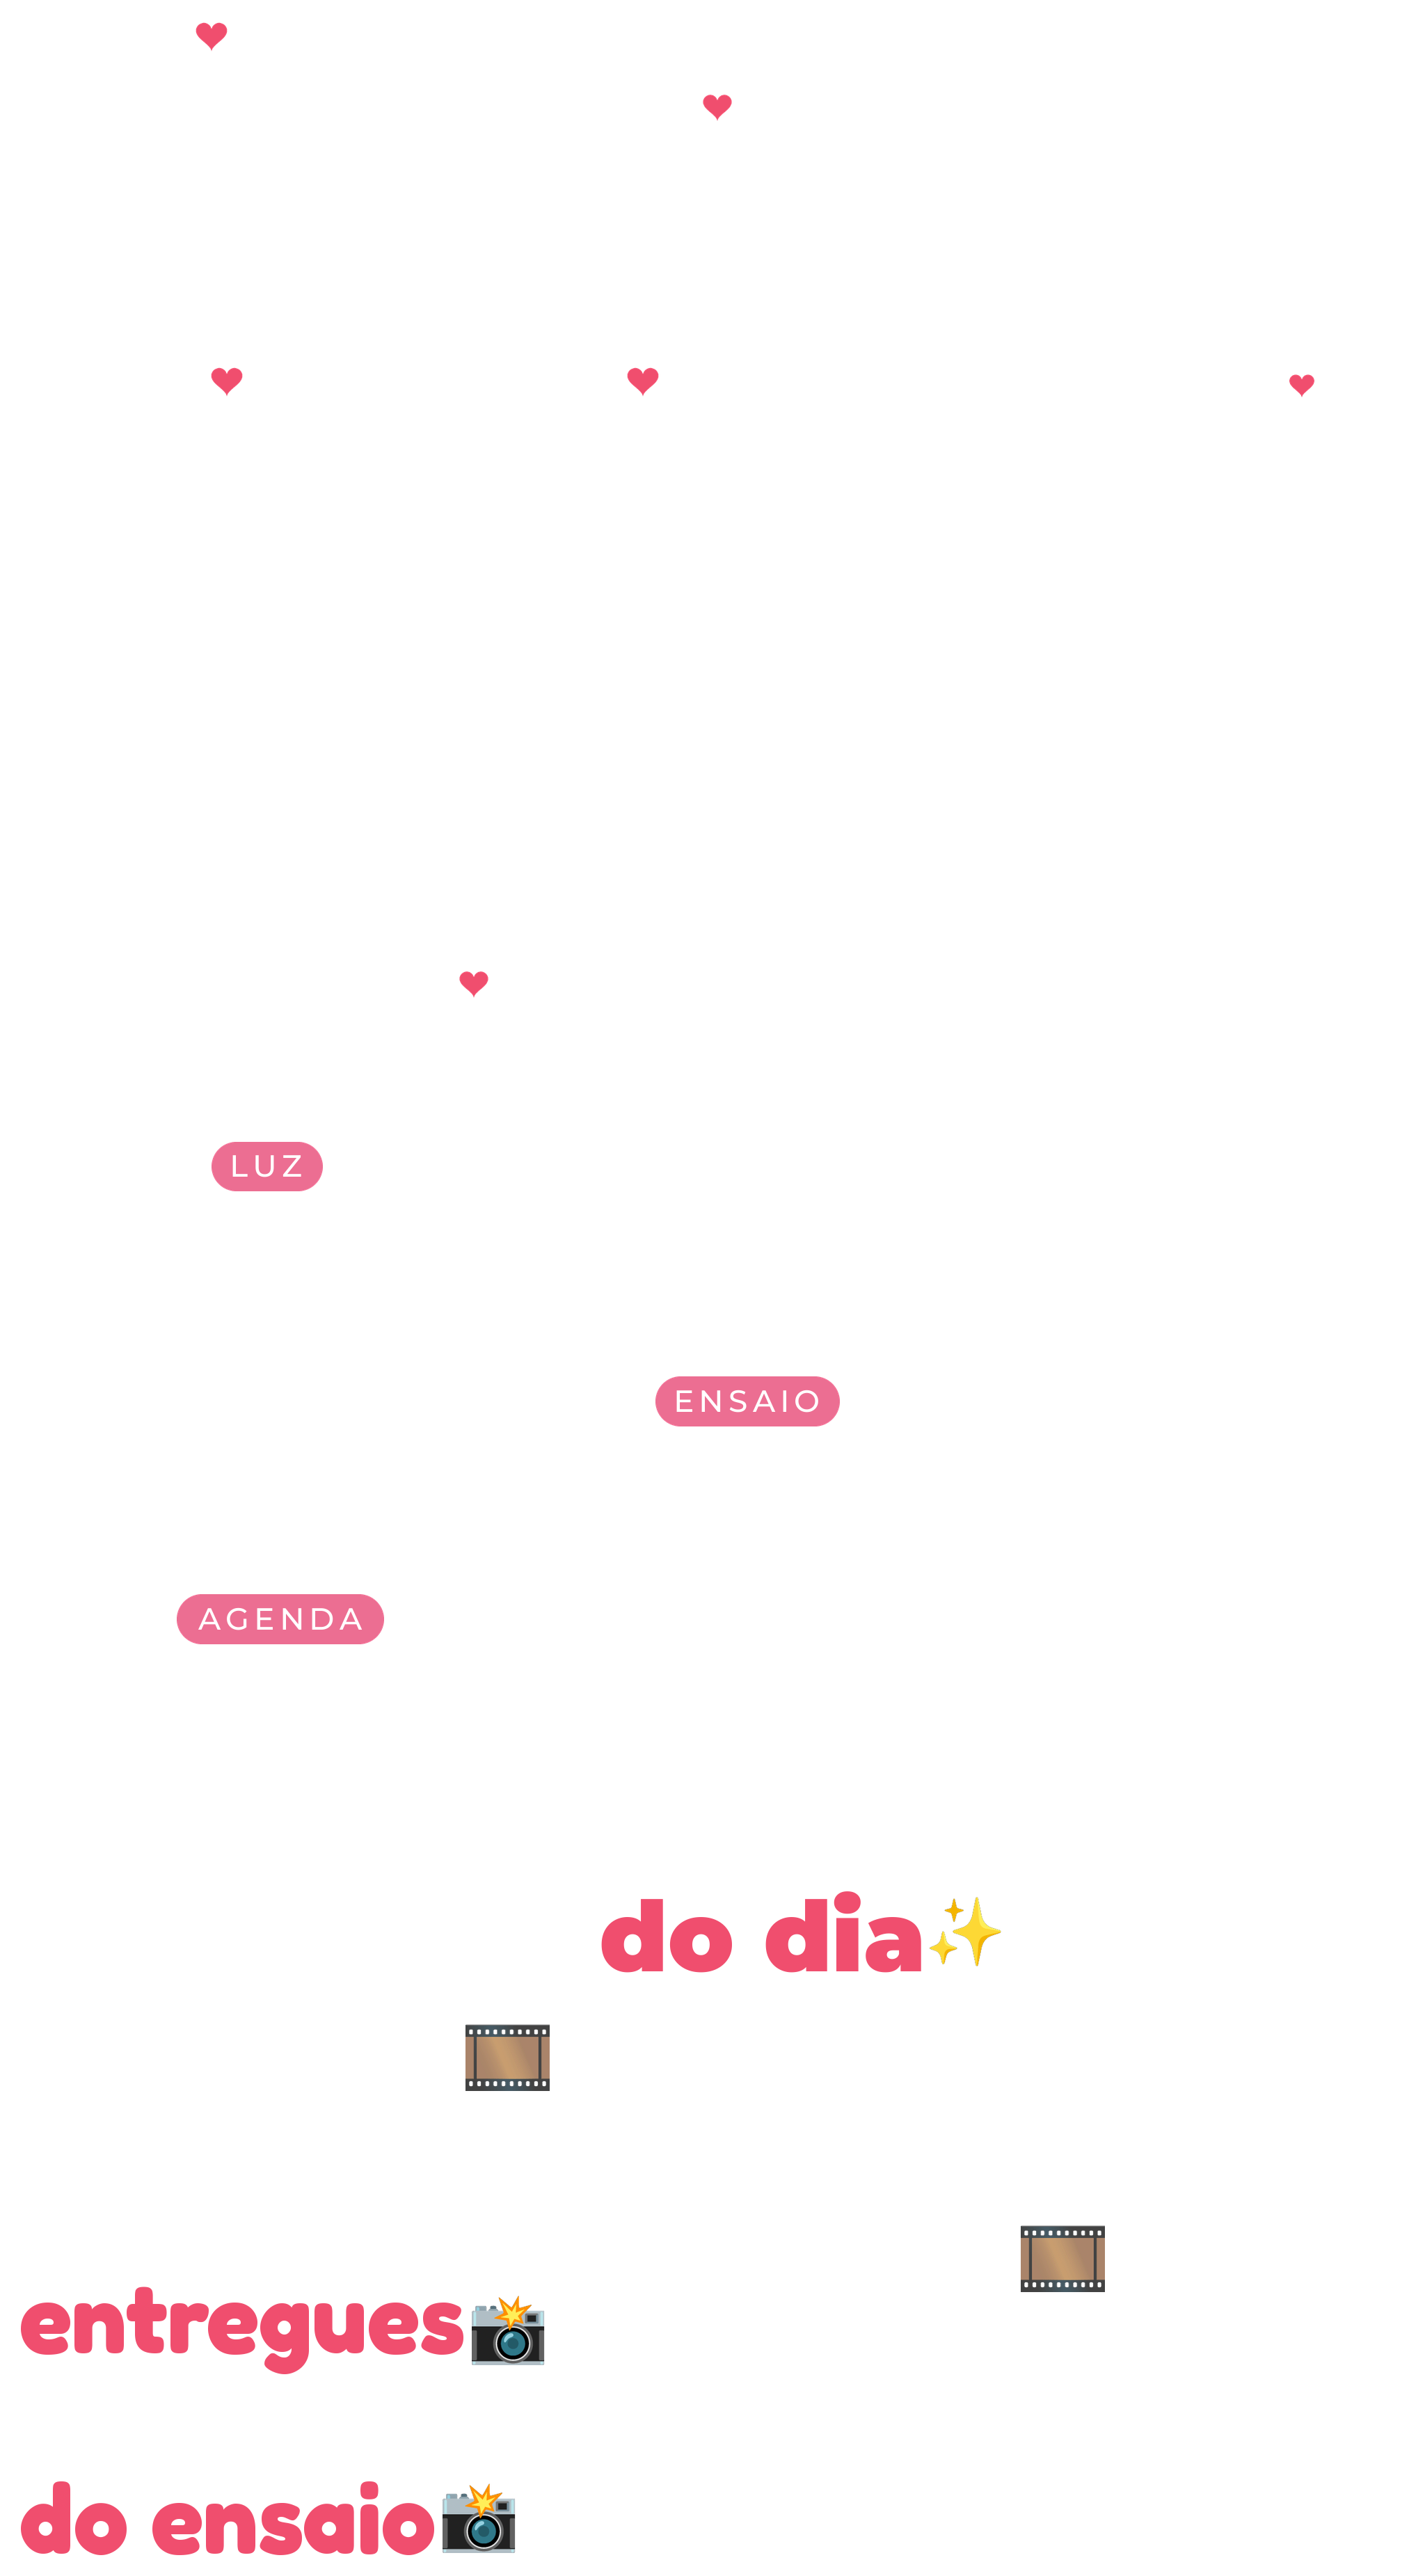 LUZ
ENSAIO
AGENDA
do dia✨
🎞️
🎞️
entregues📸
do ensaio📸